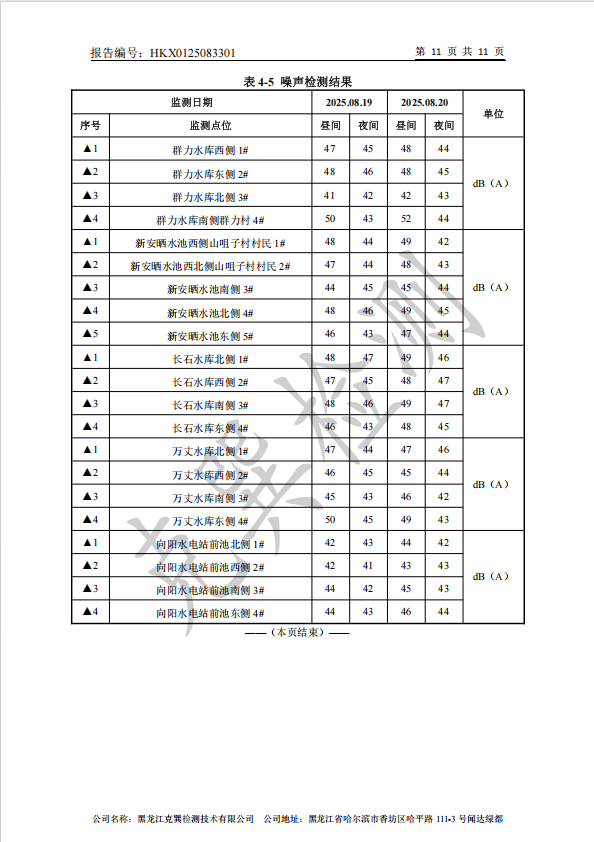 报告编号：HKX0125083301 第 11 页 共 11 页
表 4-5 噪声检测结果
监测日期 2025.08.19 2025.08.20 单位
序号 监测点位 昼间 夜间 昼间 夜间
▲1 群力水库西侧 1# 47 45 48 44 dB（A）
▲2 群力水库东侧 2# 48 46 48 45
▲3 群力水库北侧 3# 41 42 42 43
▲4 群力水库南侧群力村 4# 50 43 52 44
▲1 新安晒水池西侧山咀子村村民 1# 48 44 49 42 dB（A）
▲2 新安晒水池西北侧山咀子村村民 2# 47 44 48 43
▲3 新安晒水池南侧 3# 44 45 45 44
▲4 新安晒水池北侧 4# 48 46 49 45
▲5 新安晒水池东侧 5# 46 43 47 44
▲1 长石水库北侧 1# 48 47 49 46 dB（A）
▲2 长石水库西侧 2# 47 45 48 47
▲3 长石水库南侧 3# 48 46 49 47
▲4 长石水库东侧 4# 46 43 48 45
▲1 万丈水库北侧 1# 47 44 47 46 dB（A）
▲2 万丈水库西侧 2# 46 45 45 44
▲3 万丈水库南侧 3# 45 43 46 42
▲4 万丈水库东侧 4# 50 45 49 43
▲1 向阳水电站前池北侧 1# 42 43 44 42 dB（A）
▲2 向阳水电站前池西侧 2# 42 41 43 43
▲3 向阳水电站前池南侧 3# 44 42 45 43
▲4 向阳水电站前池东侧 4# 44 43 46 44
——（本页结束）——
克巽检测
公司名称：黑龙江克巽检测技术有限公司 公司地址：黑龙江省哈尔滨市香坊区哈平路 111-3 号闻达绿都